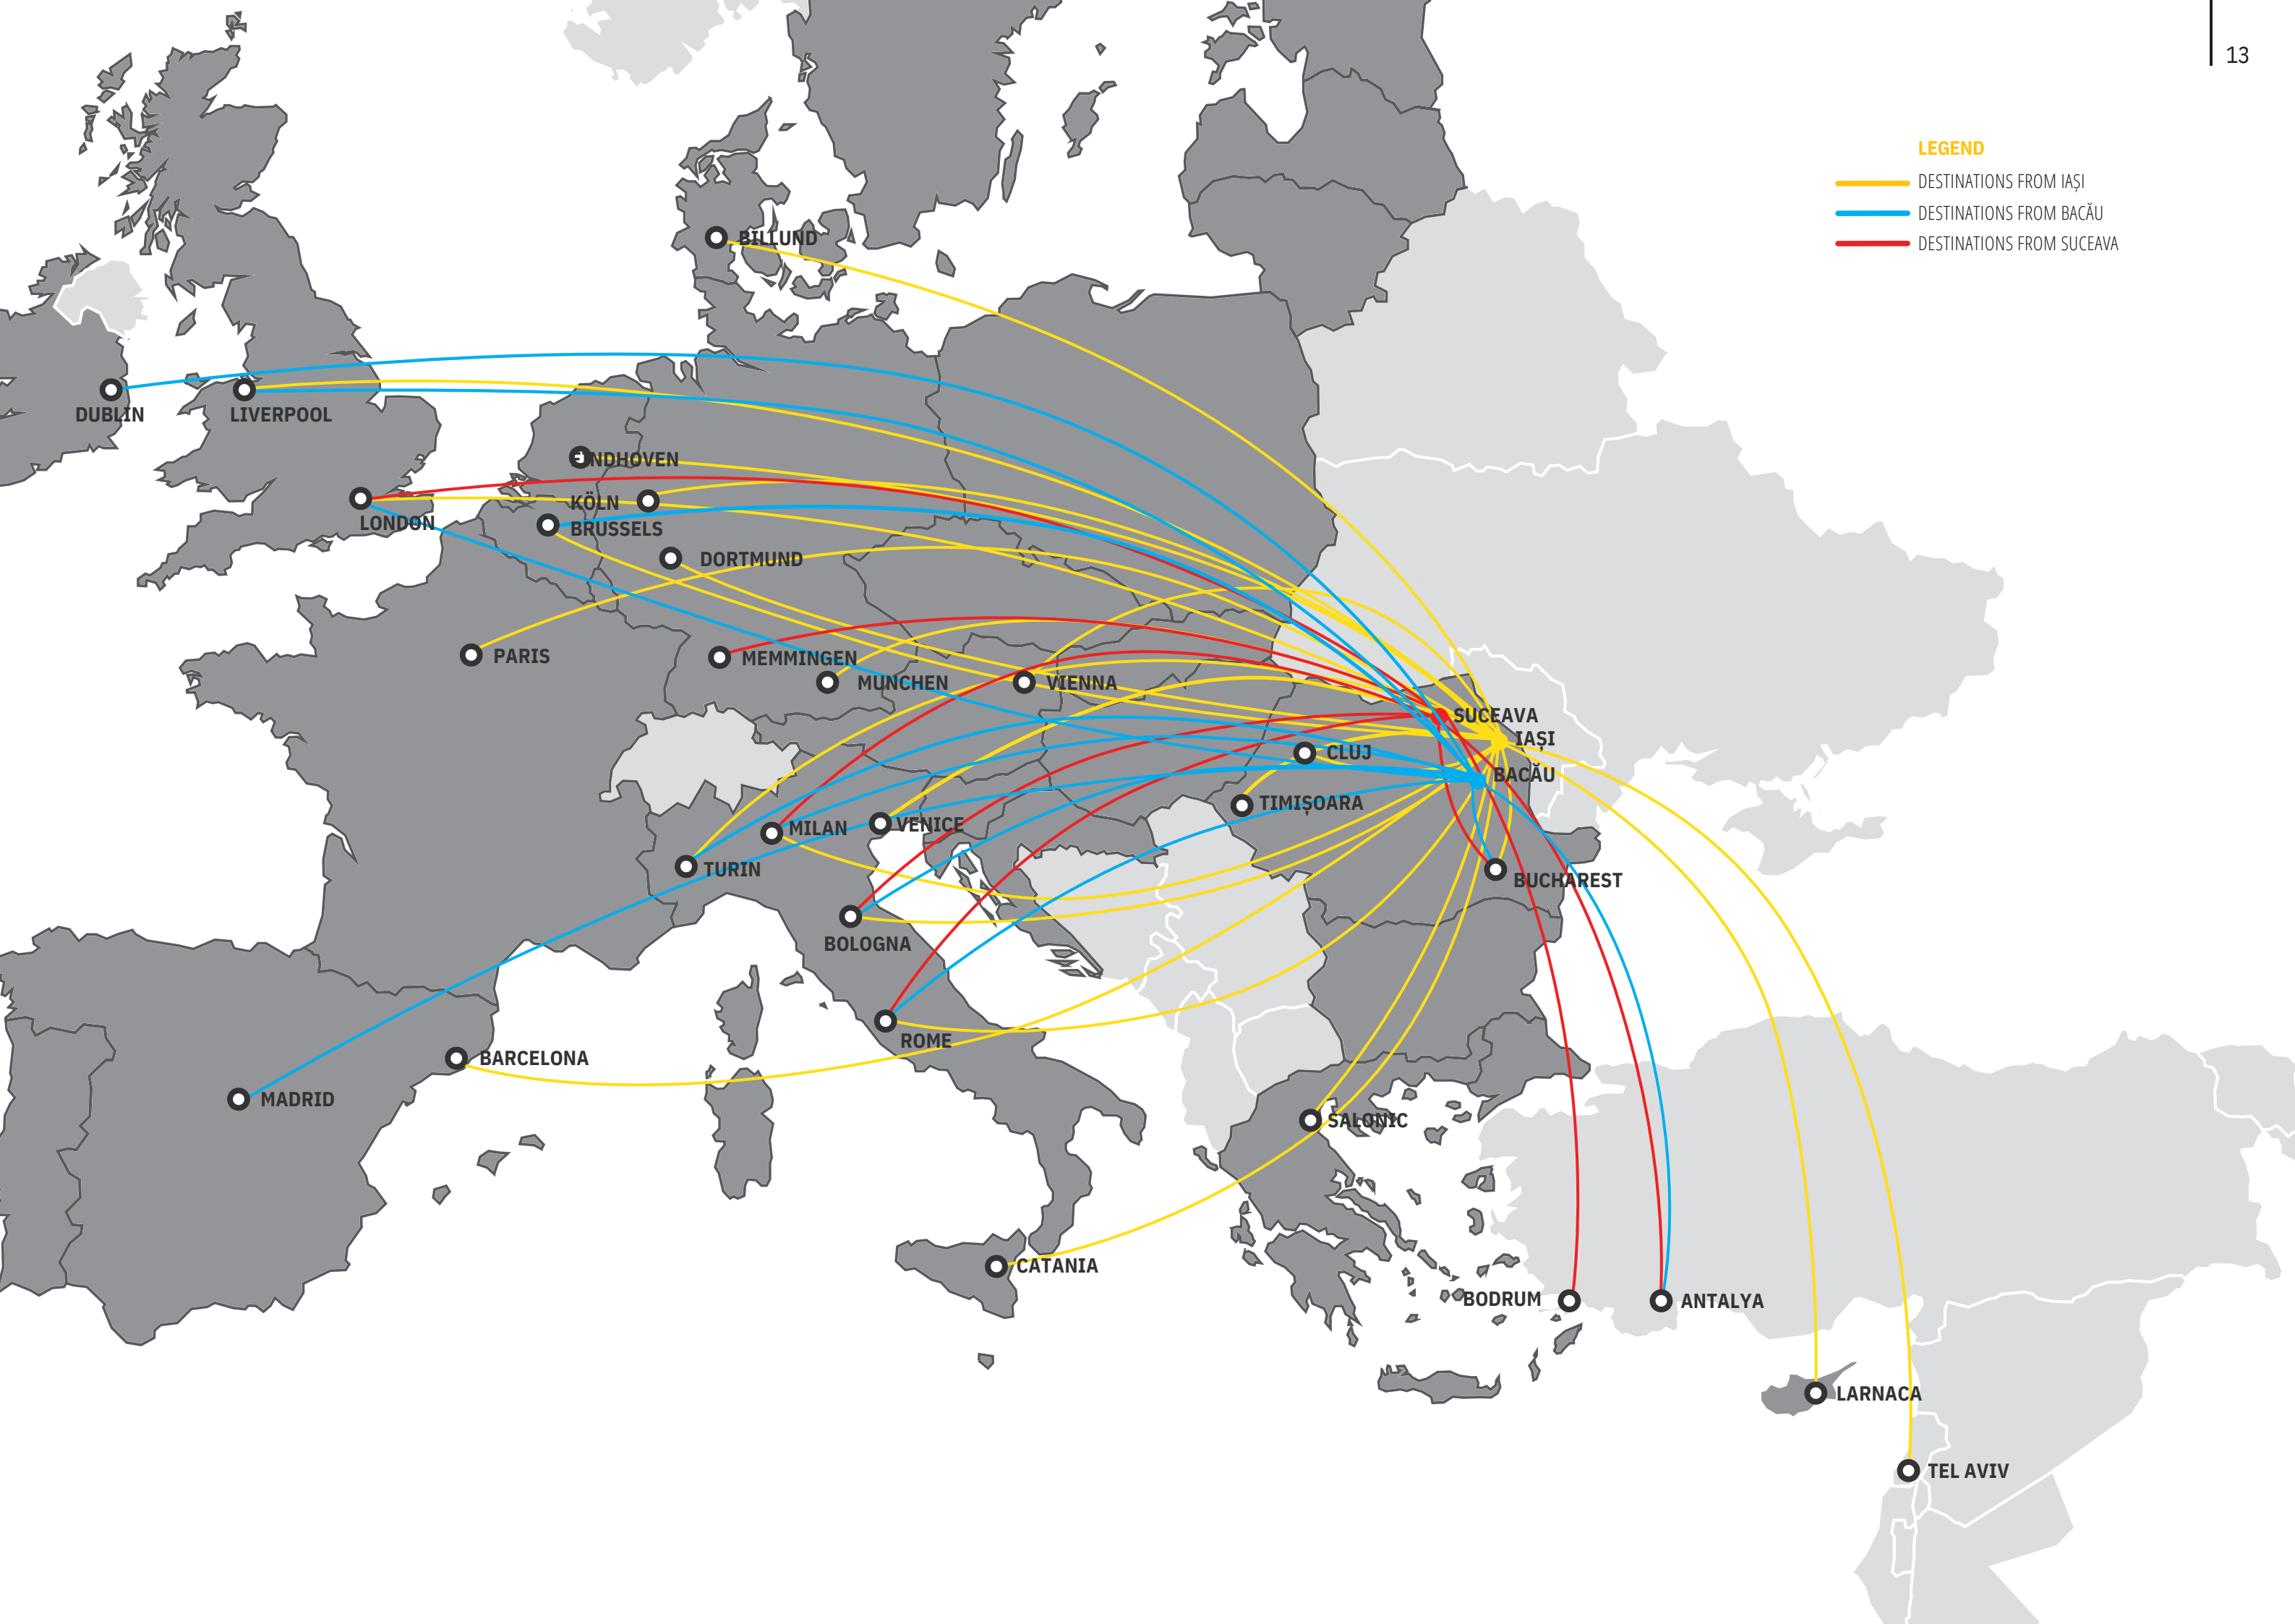 13
LEGEND
DESTINATIONS FROM IAȘI
DESTINATIONS FROM BACĂU
DESTINATIONS FROM SUCEAVA
BILLUND
DUBLIN
LIVERPOOL
EINDHOVEN
KÖLN
LONDON
BRUSSELS
DORTMUND
PARIS
MEMMINGEN
MUNCHEN
VIENNA
SUCEAVA
IAȘI
CLUJ
BACĂU
TIMIȘOARA
MILAN
VENICE
TURIN
BUCHAREST
BOLOGNA
ROME
BARCELONA
MADRID
SALONIC
CATANIA
BODRUM
ANTALYA
LARNACA
TEL AVIV